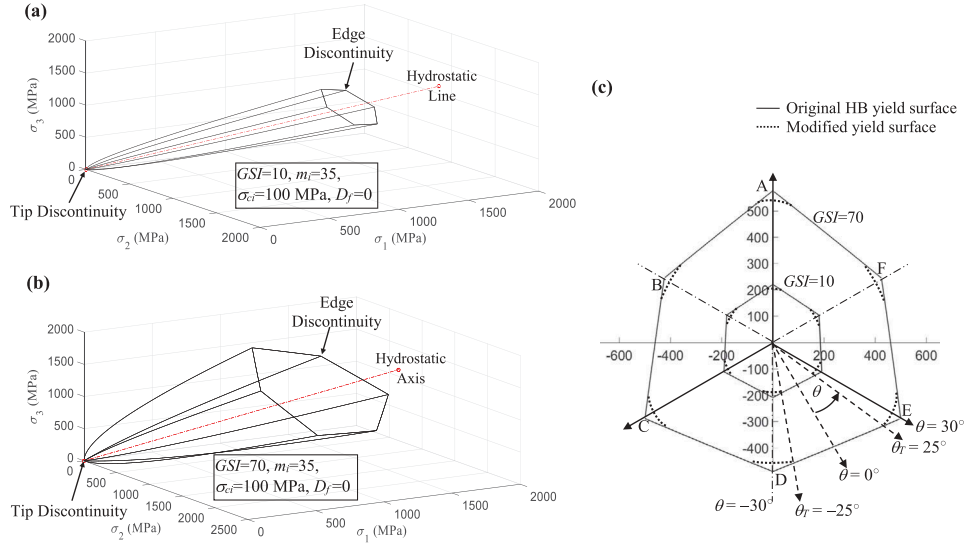 (a)
2000
1500
1000
500
0
σ3 (MPa)
Edge
Discontinuity
Hydrostatic
Line
GSI=10, mi=35,
σci=100 MPa, Df=0
Tip Discontinuity
0
500
1000
1500
2000
σ2 (MPa)
0
500
1000
1500
2000
σ1 (MPa)
(b)
2000
1500
1000
500
0
σ3 (MPa)
Edge
Discontinuity
Hydrostatic
Axis
GSI=70, mi=35,
σci=100 MPa, Df=0
Tip Discontinuity
0
500
1000
1500
2000
2500
σ2 (MPa)
0
500
1000
1500
2000
σ1 (MPa)
(c)
Original HB yield surface
Modified yield surface
A
GSI=70
B
F
GSI=10
500
400
300
200
100
-600
-400
-200
200
400
600
-100
-200
-300
-400
θ
C
E
D
θ = 30°
θT = 25°
θ = 0°
θT = −25°
θ = −30°